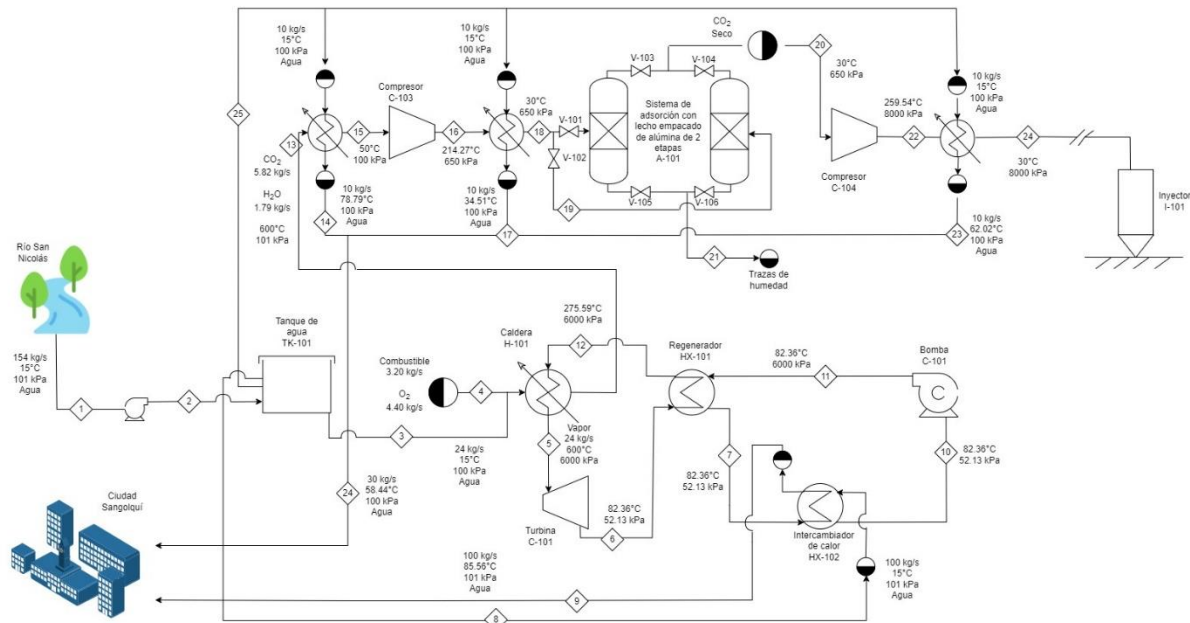 10 kg/s
15°C
100 kPa
Agua
10 kg/s
15°C
100 kPa
Agua
CO2
Seco
20
30°C
650 kPa
V-103
V-104
Compresor
C-103
30°C
650 kPa
V-101
Sistema de
adsorción con
lecho empacado
de alúmina de 2
etapas
A-101
10 kg/s
15°C
100 kPa
Agua
259.54°C
8000 kPa
25
13
15
16
18
22
24
50°C
100 kPa
214.27°C
650 kPa
V-102
30°C
8000 kPa
CO2
5.82 kg/s
Compresor
C-104
H2O
1.79 kg/s
10 kg/s
78.79°C
100 kPa
Agua
10 kg/s
34.51°C
100 kPa
Agua
V-105
V-106
Inyector
I-101
600°C
101 kPa
14
17
19
10 kg/s
62.02°C
100 kPa
Agua
23
21
Trazas de
humedad
Río San
Nicolás
154 kg/s
15°C
101 kPa
Agua
1
2
Tanque de
agua
TK-101
Combustible
3.20 kg/s
O2
4.40 kg/s
4
Caldera
H-101
275.59°C
6000 kPa
12
Regenerador
HX-101
82.36°C
6000 kPa
11
Bomba
C-101
C
3
24 kg/s
15°C
100 kPa
Agua
Vapor
24 kg/s
600°C
6000 kPa
5
7
82.36°C
52.13 kPa
10
82.36°C
52.13 kPa
24
30 kg/s
58.44°C
100 kPa
Agua
Turbina
C-101
82.36°C
52.13 kPa
6
Intercambiador
de calor
HX-102
Ciudad
Sangolquí
100 kg/s
85.56°C
101 kPa
Agua
9
100 kg/s
15°C
101 kPa
Agua
8